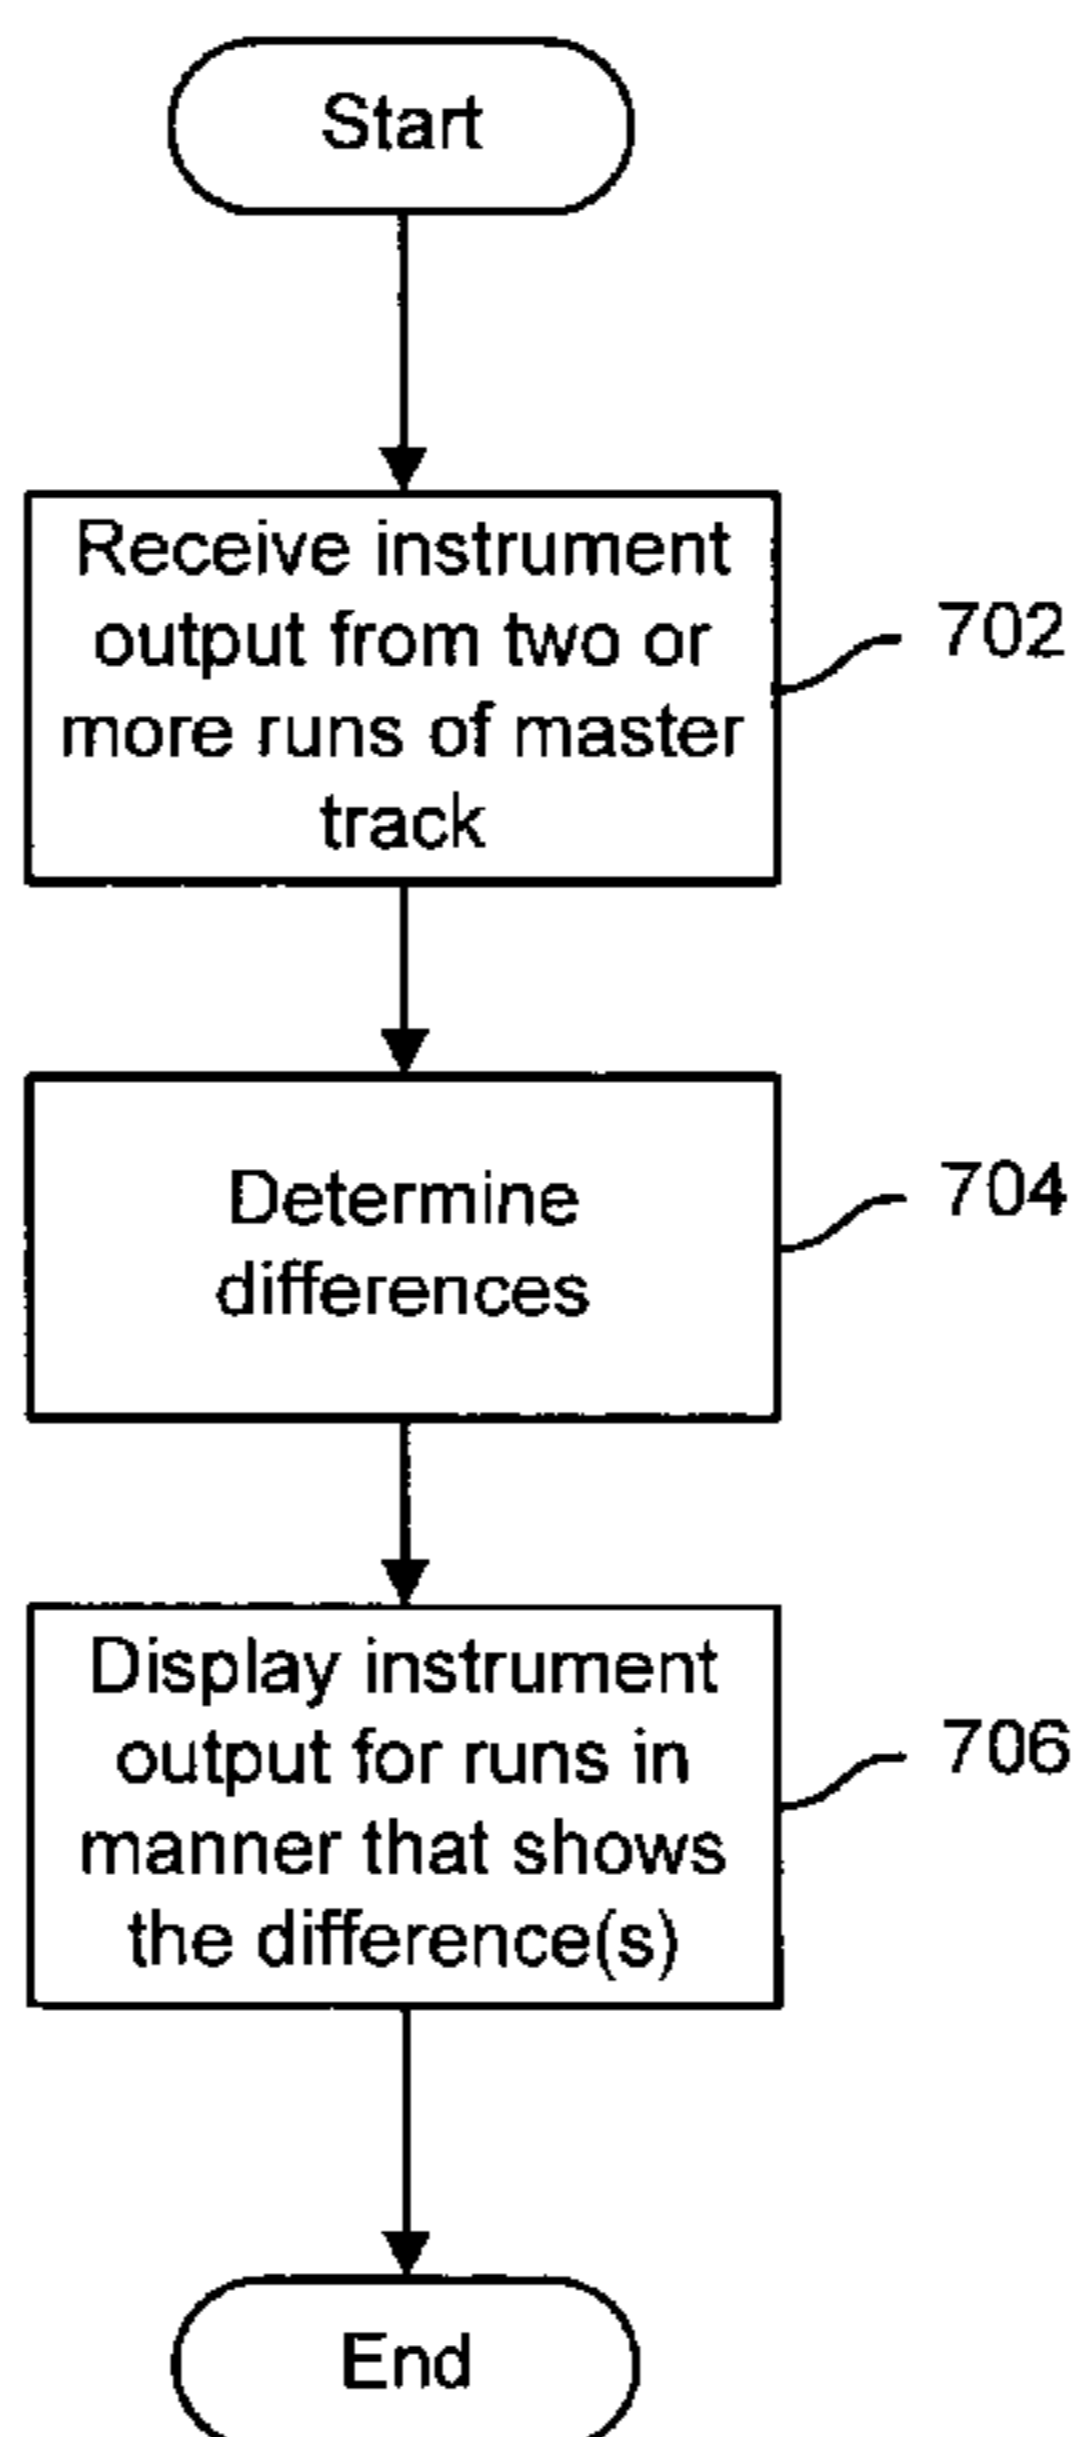 Start
Receive instrument
output from two or
more runs of master
track
702
Determine
differences
704
Display instrument
output for runs in
manner that shows
the difference(s)
706
End